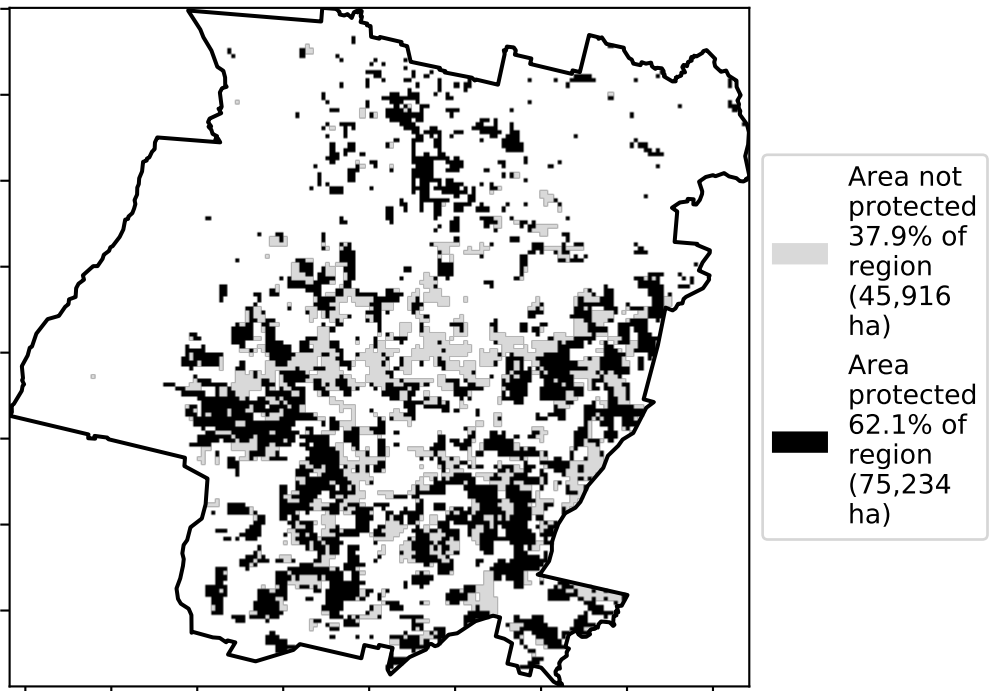 Area not
protected
37.9% of
region
(45,916
ha)
Area
protected
62.1% of
region
(75,234
ha)